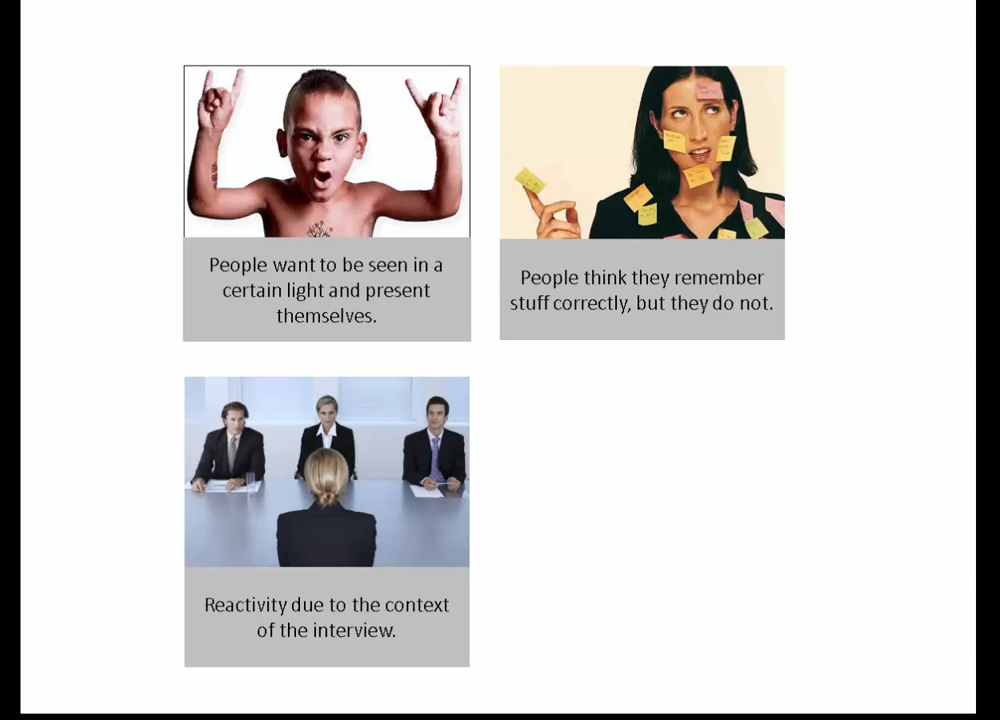 People want to be seen in a
certain light and present
themselves.
People think they remember
stuff correctly, but they do not.
Reactivity due to the context
of the interview.